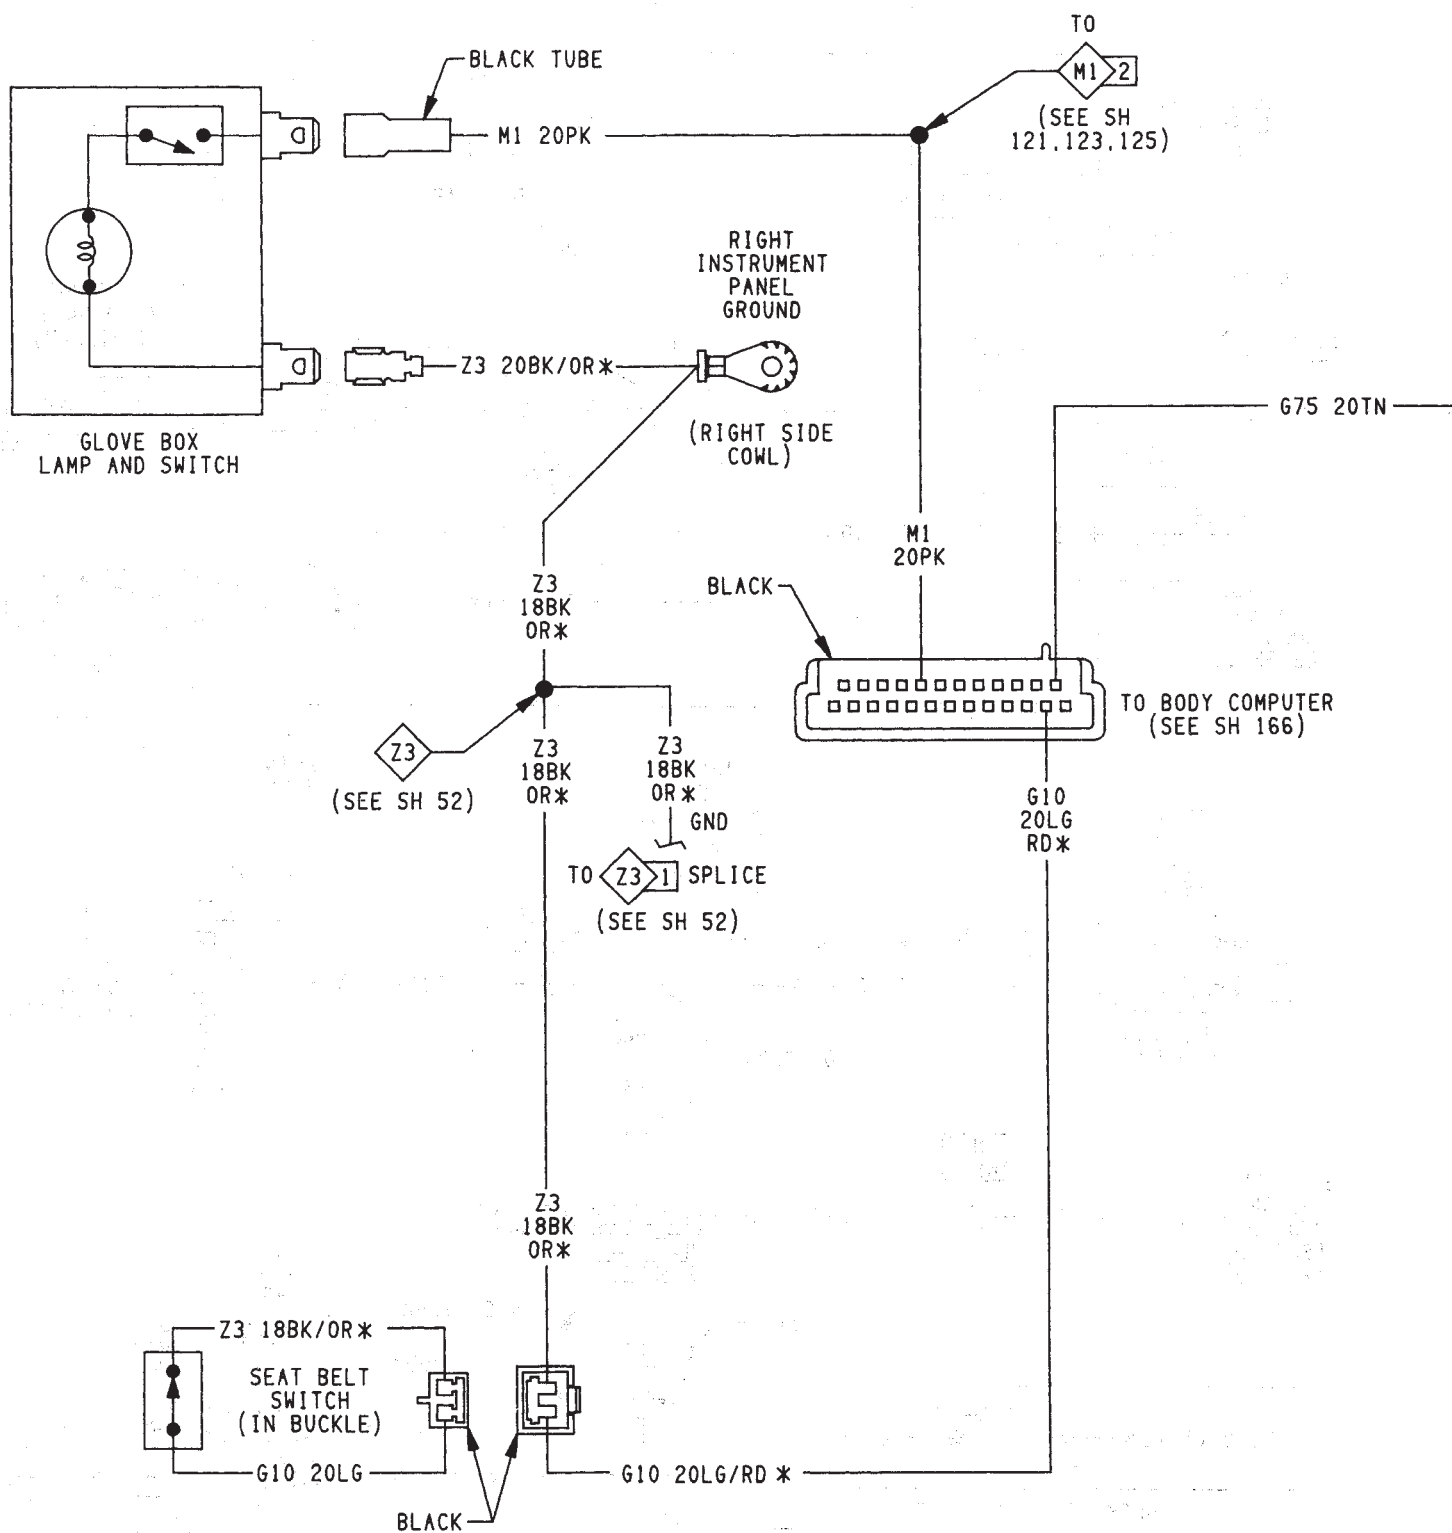 TO
M1 2
(SEE SH
121,123,125)
BLACK TUBE
M1 20PK
RIGHT
INSTRUMENT
PANEL
GROUND
Z3 20BK/OR*
(RIGHT SIDE
COWL)
GLOVE BOX
LAMP AND SWITCH
G75 20TN
M1
20PK
BLACK
Z3
18BK
OR*
TO BODY COMPUTER
(SEE SH 166)
Z3
(SEE SH 52)
Z3
18BK
OR*
Z3
18BK
OR*
GND
TO Z3 1 SPLICE
(SEE SH 52)
G10
20LG
RD*
Z3
18BK
OR*
Z3 18BK/OR*
SEAT BELT
SWITCH
(IN BUCKLE)
G10 20LG
G10 20LG/RD *
BLACK